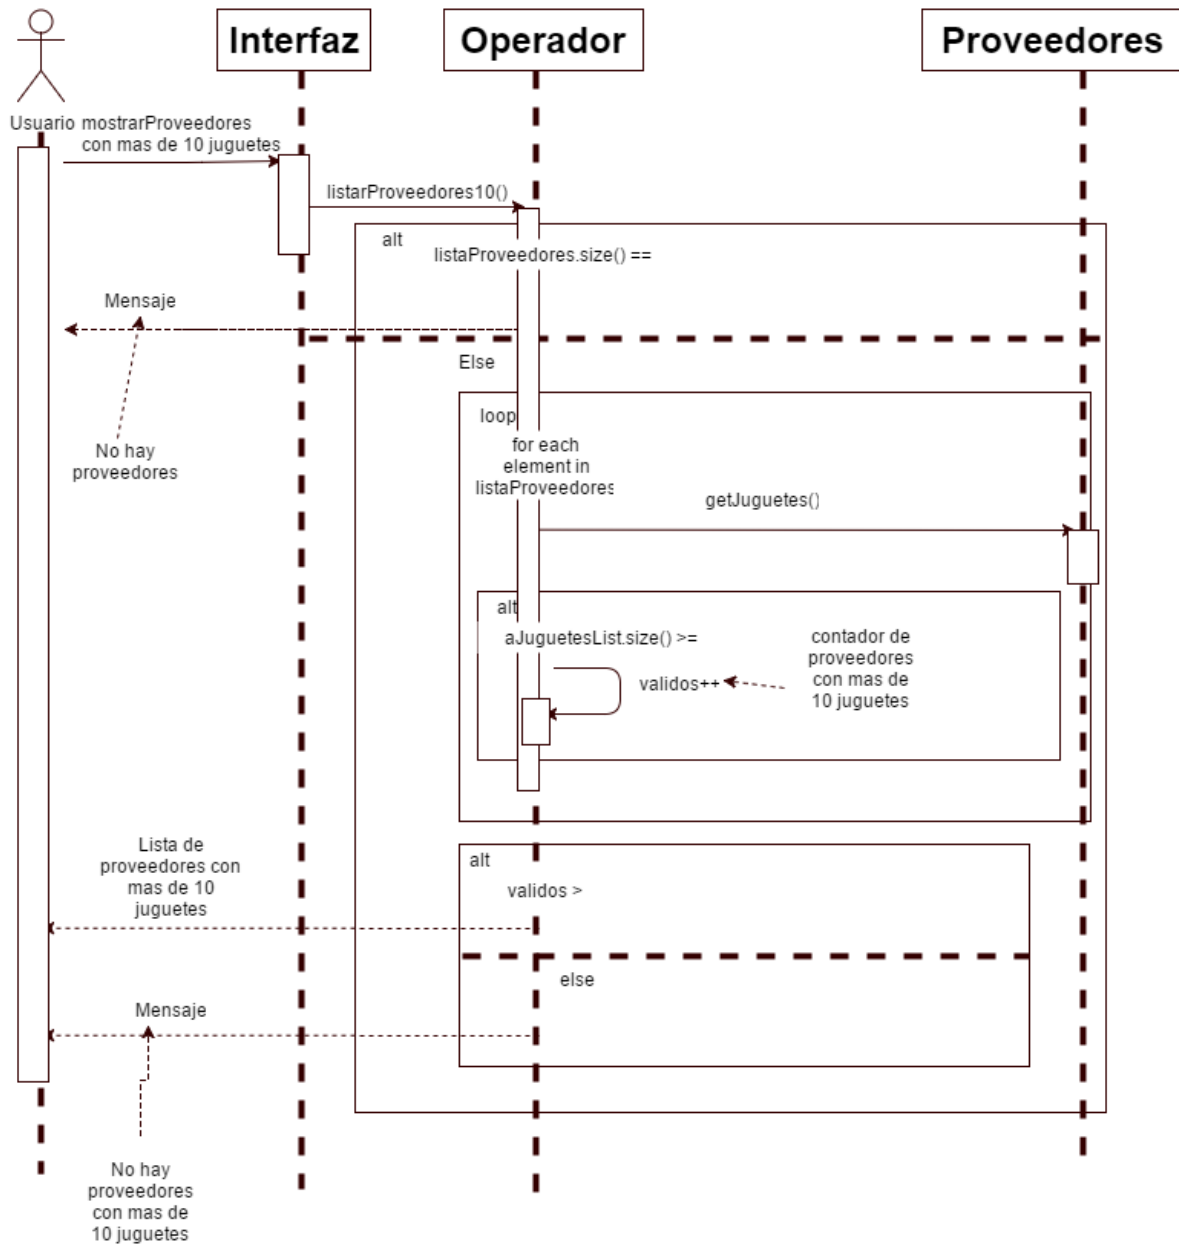 Interfaz
Operador
Proveedores
Usuario
mostrarProveedores
con mas de 10 juguetes
listarProveedores10()
alt
listaProveedores.size() ==
Mensaje
Else
No hay
proveedores
loop
for each
element in
listaProveedores
getJuguetes()
alt
aJuguetesList.size() >=
validos++
contador de
proveedores
con mas de
10 juguetes
Lista de
proveedores con
mas de 10
juguetes
alt
validos >
else
Mensaje
No hay
proveedores
con mas de
10 juguetes